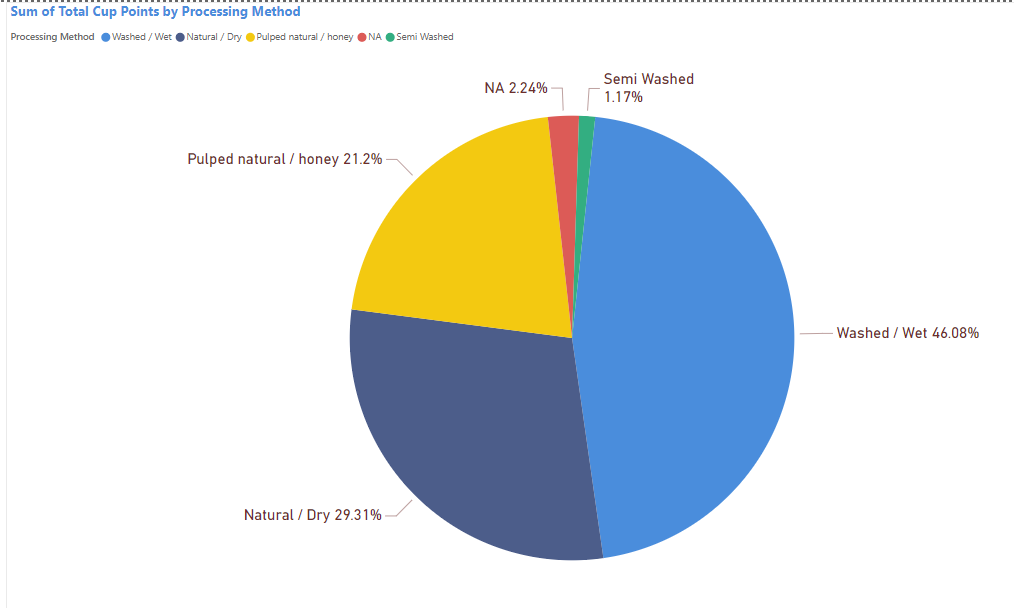 Sum of Total Cup Points by Processing Method
Processing Method Washed / Wet Natural / Dry Pulped natural / honey NA Semi Washed
NA 2.24%
Semi Washed
1.17%
Pulped natural / honey 21.2%
Washed / Wet 46.08%
Natural / Dry 29.31%